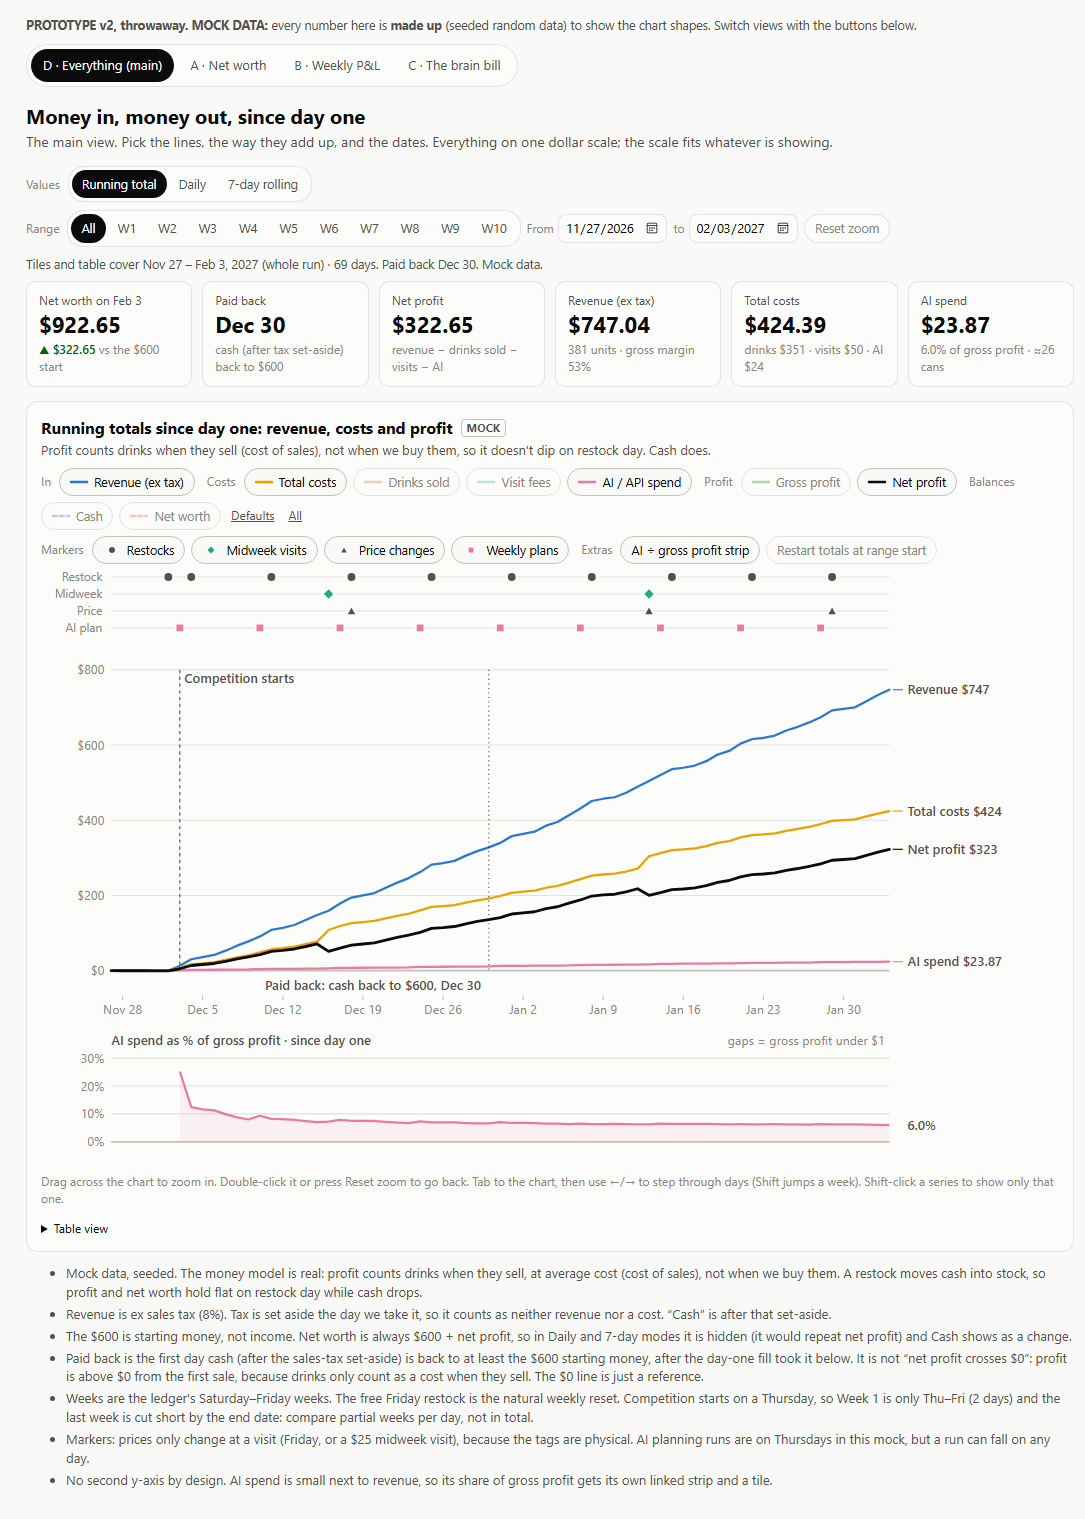 PROTOTYPE v2, throwaway. MOCK DATA: every number here is made up (seeded random data) to show the chart shapes. Switch views with the buttons below.
D · Everything (main) A · Net worth B · Weekly P&L C · The brain bill
Money in, money out, since day one
The main view. Pick the lines, the way they add up, and the dates. Everything on one dollar scale; the scale fits whatever is showing.
Values Running total Daily 7-day rolling
Range All W1 W2 W3 W4 W5 W6 W7 W8 W9 W10 From 11/27/2026 to 02/03/2027 Reset zoom
Tiles and table cover Nov 27 – Feb 3, 2027 (whole run) · 69 days. Paid back Dec 30. Mock data.
Net worth on Feb 3
$922.65
▲ $322.65 vs the $600
start
Paid back
Dec 30
cash (after tax set-aside)
back to $600
Net profit
$322.65
revenue − drinks sold −
visits − AI
Revenue (ex tax)
$747.04
381 units · gross margin
53%
Total costs
$424.39
drinks $351 · visits $50 · AI
$24
AI spend
$23.87
6.0% of gross profit · ≈26
cans
Running totals since day one: revenue, costs and profit MOCK
Profit counts drinks when they sell (cost of sales), not when we buy them, so it doesn't dip on restock day. Cash does.
In Revenue (ex tax) Costs Total costs Drinks sold Visit fees AI / API spend Profit Gross profit Net profit Balances
Cash Net worth Defaults All
Markers Restocks Midweek visits Price changes Weekly plans Extras AI ÷ gross profit strip Restart totals at range start
Restock
Midweek
Price
AI plan
$800
Competition starts
Revenue $747
$600
$400
Total costs $424
Net profit $323
$200
$0
AI spend $23.87
Paid back: cash back to $600, Dec 30
Nov 28 Dec 5 Dec 12 Dec 19 Dec 26 Jan 2 Jan 9 Jan 16 Jan 23 Jan 30
AI spend as % of gross profit · since day one
gaps = gross profit under $1
30%
20%
10%
0%
6.0%
Drag across the chart to zoom in. Double-click it or press Reset zoom to go back. Tab to the chart, then use ←/→ to step through days (Shift jumps a week). Shift-click a series to show only that
one.
▶ Table view
• Mock data, seeded. The money model is real: profit counts drinks when they sell, at average cost (cost of sales), not when we buy them. A restock moves cash into stock, so
profit and net worth hold flat on restock day while cash drops.
• Revenue is ex sales tax (8%). Tax is set aside the day we take it, so it counts as neither revenue nor a cost. “Cash” is after that set-aside.
• The $600 is starting money, not income. Net worth is always $600 + net profit, so in Daily and 7-day modes it is hidden (it would repeat net profit) and Cash shows as a change.
• Paid back is the first day cash (after the sales-tax set-aside) is back to at least the $600 starting money, after the day-one fill took it below. It is not “net profit crosses $0”: profit
is above $0 from the first sale, because drinks only count as a cost when they sell. The $0 line is just a reference.
• Weeks are the ledger's Saturday–Friday weeks. The free Friday restock is the natural weekly reset. Competition starts on a Thursday, so Week 1 is only Thu–Fri (2 days) and the
last week is cut short by the end date: compare partial weeks per day, not in total.
• Markers: prices only change at a visit (Friday, or a $25 midweek visit), because the tags are physical. AI planning runs are on Thursdays in this mock, but a run can fall on any
day.
• No second y-axis by design. AI spend is small next to revenue, so its share of gross profit gets its own linked strip and a tile.